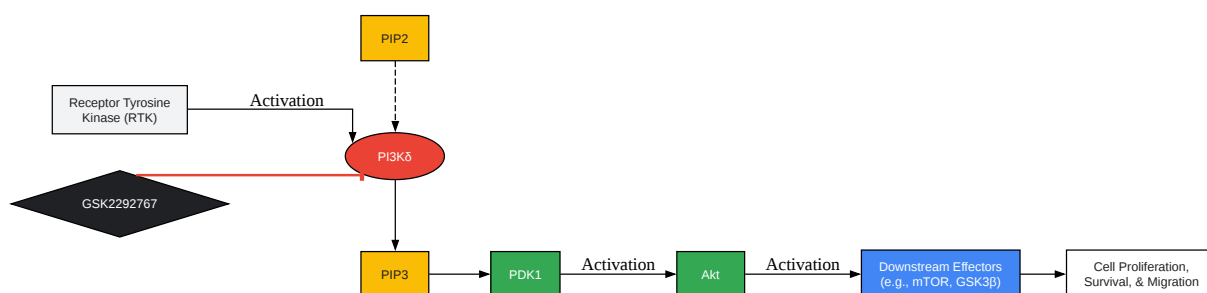 PIP2
Receptor Tyrosine
Kinase (RTK)
Activation
PI3Kδ
GSK2292767
PIP3
PDK1
Activation
Akt
Activation
Downstream Effectors
(e.g., mTOR, GSK3β)
Cell Proliferation,
Survival, & Migration